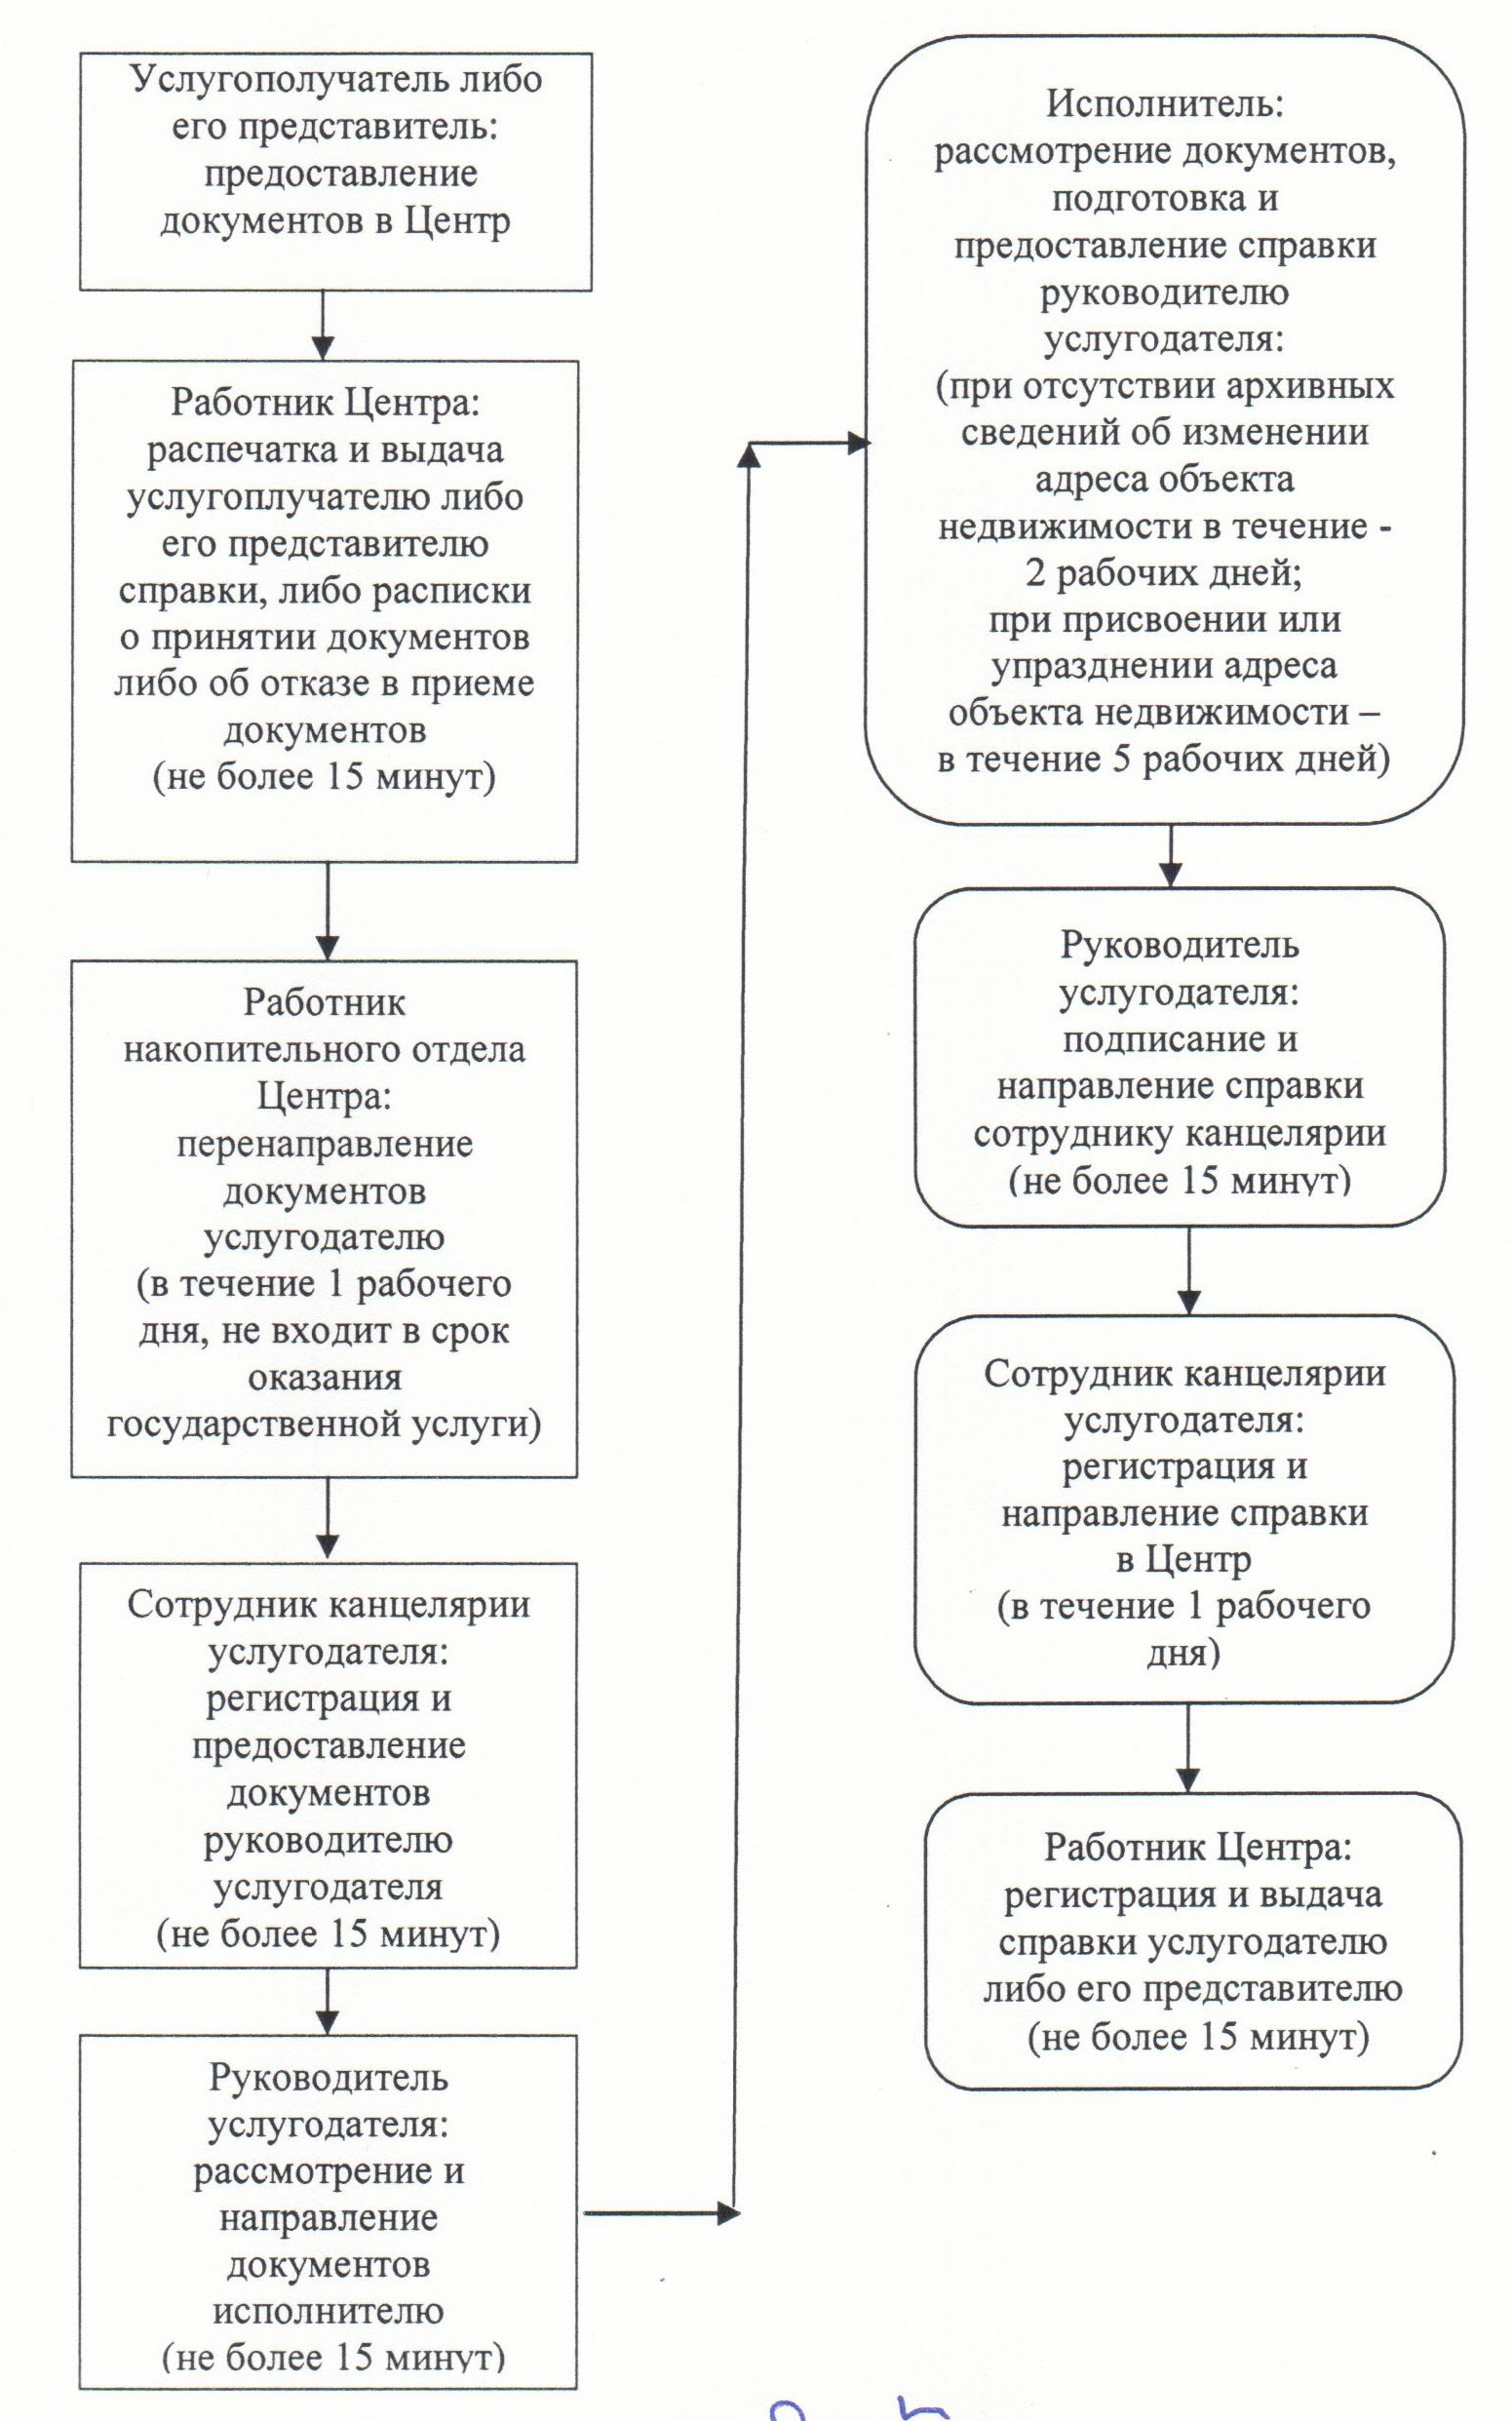 Услугополучатель либо
его представитель:
предоставление
документов в Центр
Работник Центра:
распечатка и выдача
услугоплучателю либо
его представителю
справки, либо расписки
о принятии документов
либо об отказе в приеме
документов
(не более 15 минут)
Работник
накопительного отдела
Центра:
перенаправление
документов
услугодателю
(в течение 1 рабочего
дня, не входит в срок
оказания
государственной услуги)
Сотрудник канцелярии
услугодателя:
регистрация и
предоставление
документов
руководителю
услугодателя
(не более 15 минут)
Руководитель
услугодателя:
рассмотрение и
направление
документов
исполнителю
(не более 15 минут)
Исполнитель:
рассмотрение документов,
подготовка и
предоставление справки
руководителю
услугодателя:
(при отсутствии архивных
сведений об изменении
адреса объекта
недвижимости в течение -
2 рабочих дней;
при присвоении или
упразднении адреса
объекта недвижимости –
в течение 5 рабочих дней)
Руководитель
услугодателя:
подписание и
направление справки
сотруднику канцелярии
(не более 15 минут)
Сотрудник канцелярии
услугодателя:
регистрация и
направление справки
в Центр
(в течение 1 рабочего
дня)
Работник Центра:
регистрация и выдача
справки услугодателю
либо его представителю
(не более 15 минут)